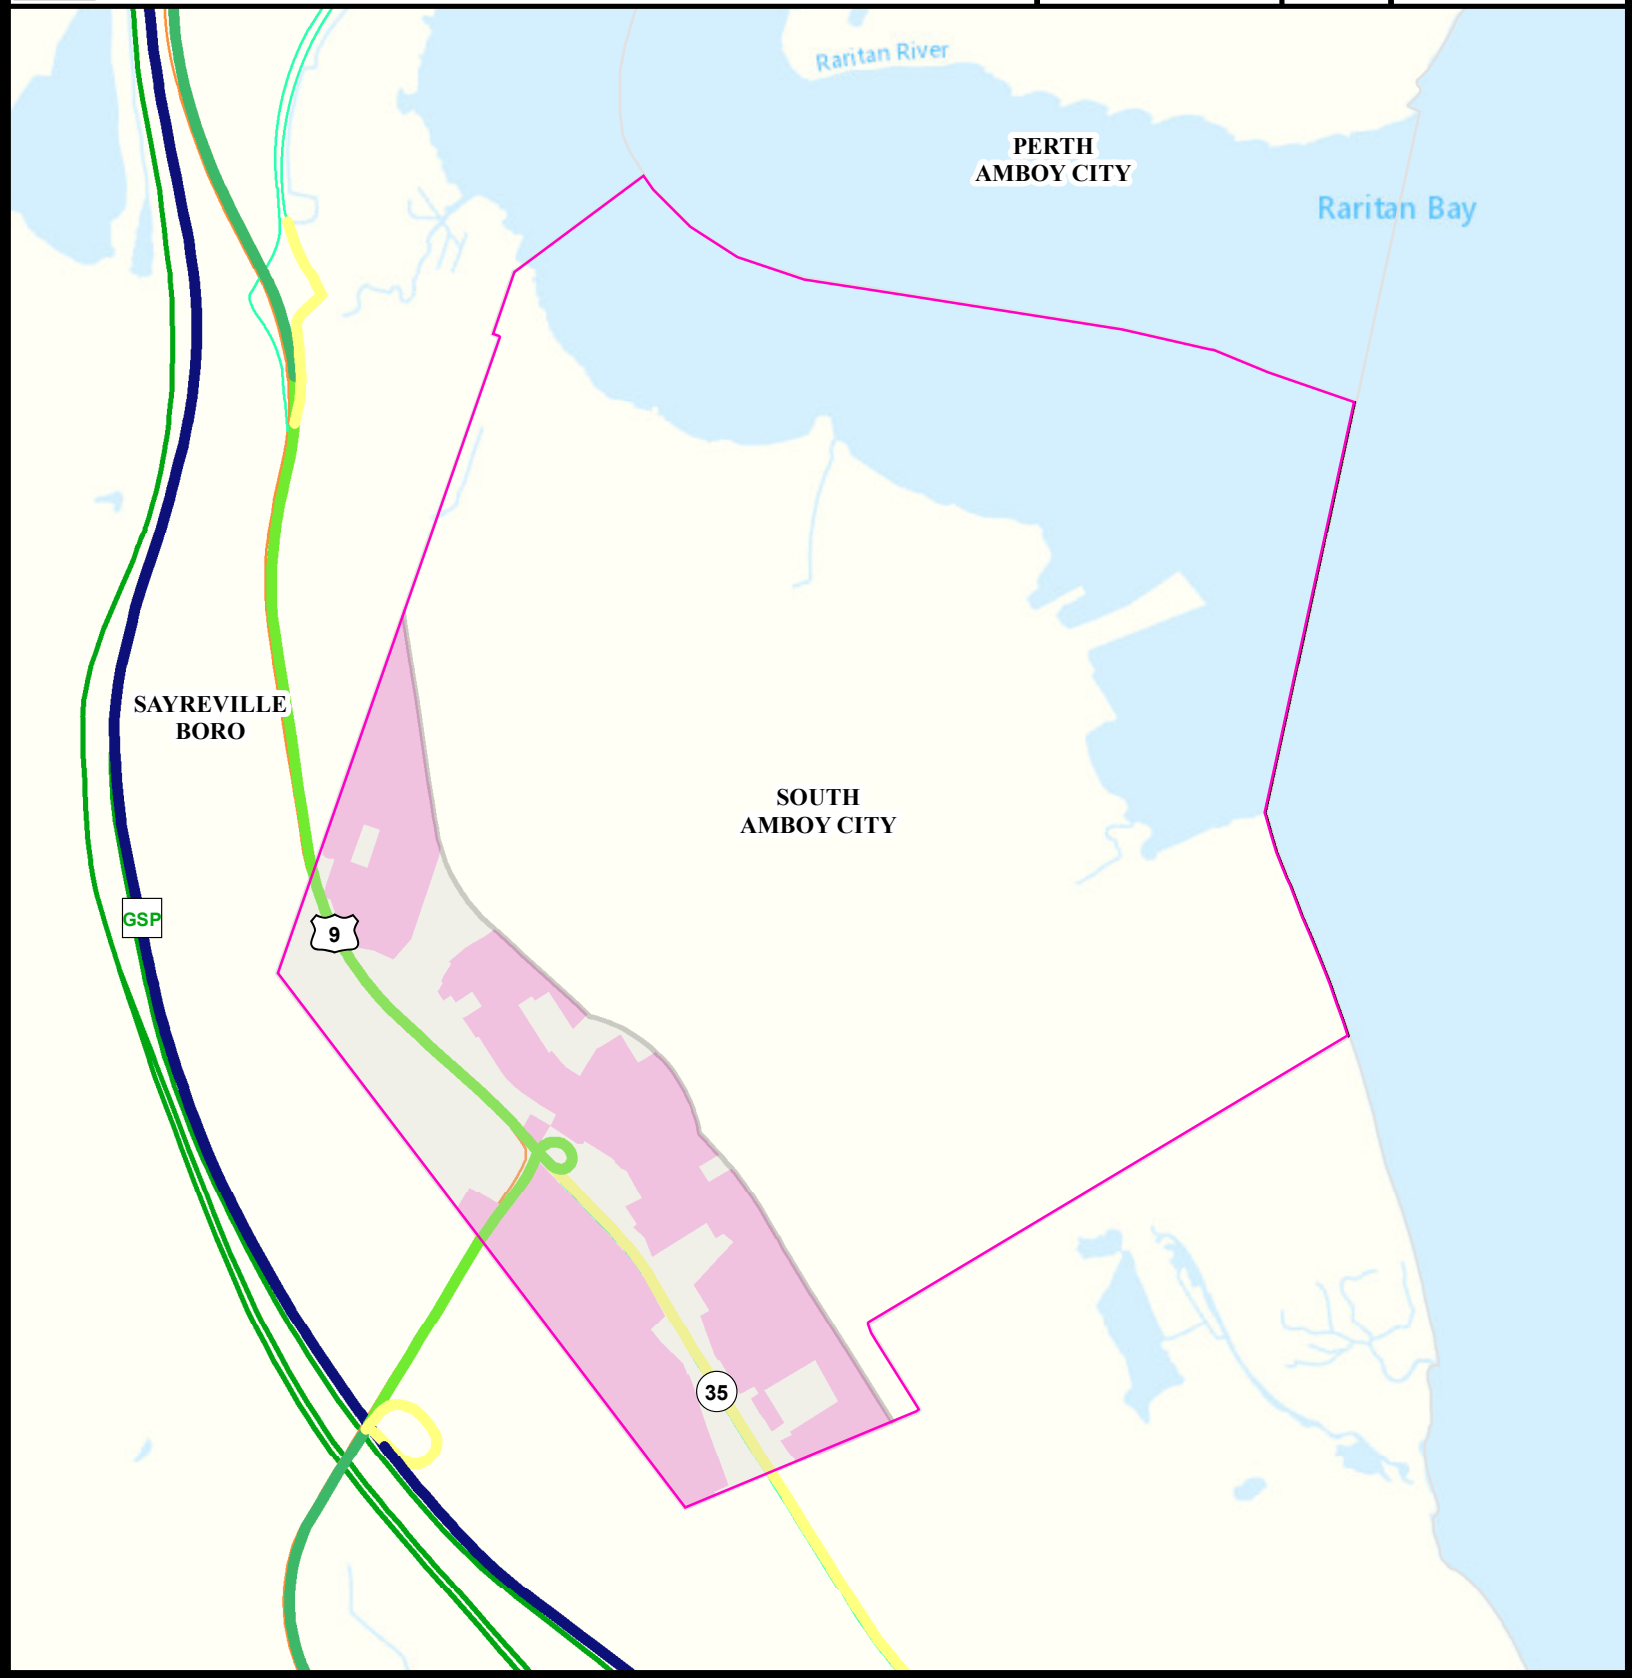 Raritan River
PERTH
AMBOY CITY
Raritan Bay
SAYREVILLE
BORO
SOUTH
AMBOY CITY
GSP
9
35